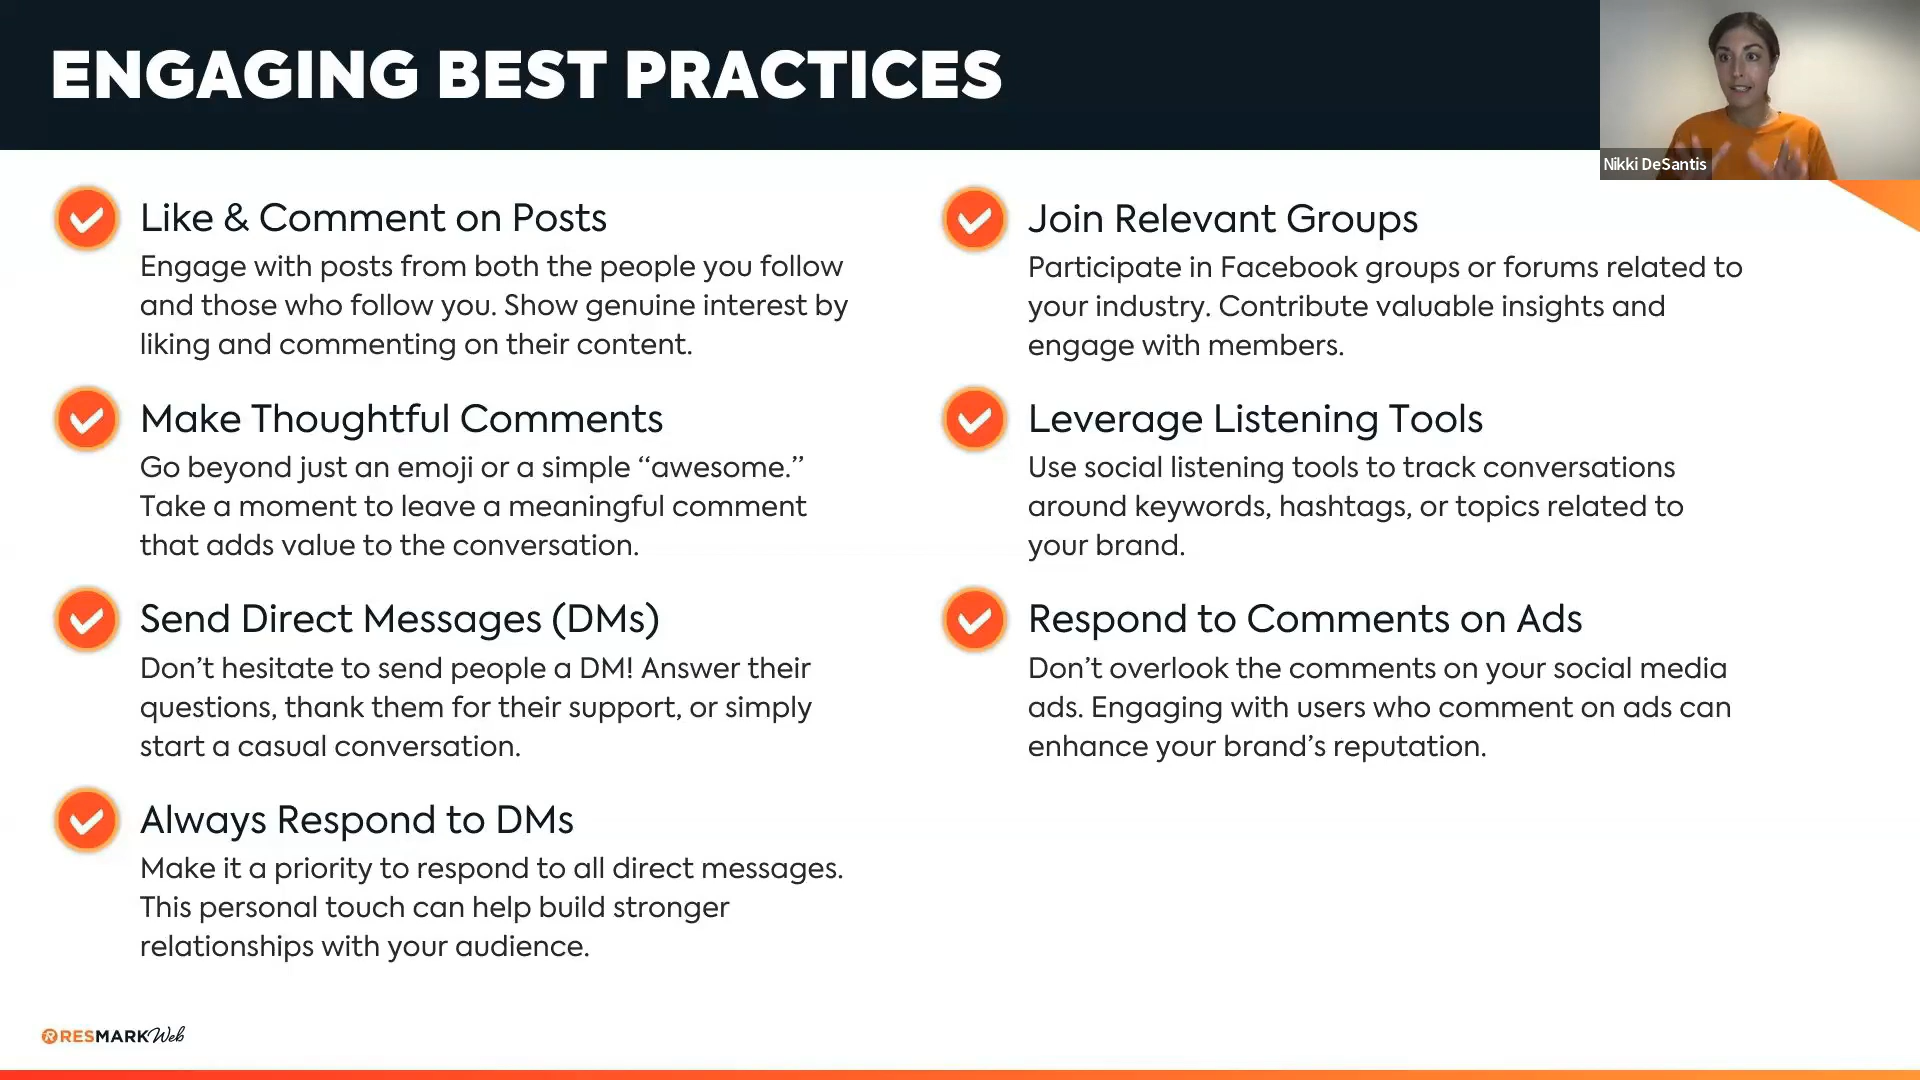 ENGAGING BEST PRACTICES
Nikki DeSantis
Like & Comment on Posts
Engage with posts from both the people you follow
and those who follow you. Show genuine interest by
liking and commenting on their content.
Make Thoughtful Comments
Go beyond just an emoji or a simple “awesome.”
Take a moment to leave a meaningful comment
that adds value to the conversation.
Send Direct Messages (DMs)
Don’t hesitate to send people a DM! Answer their
questions, thank them for their support, or simply
start a casual conversation.
Always Respond to DMs
Make it a priority to respond to all direct messages.
This personal touch can help build stronger
relationships with your audience.
Join Relevant Groups
Participate in Facebook groups or forums related to
your industry. Contribute valuable insights and
engage with members.
Leverage Listening Tools
Use social listening tools to track conversations
around keywords, hashtags, or topics related to
your brand.
Respond to Comments on Ads
Don’t overlook the comments on your social media
ads. Engaging with users who comment on ads can
enhance your brand’s reputation.
RESMARK Web